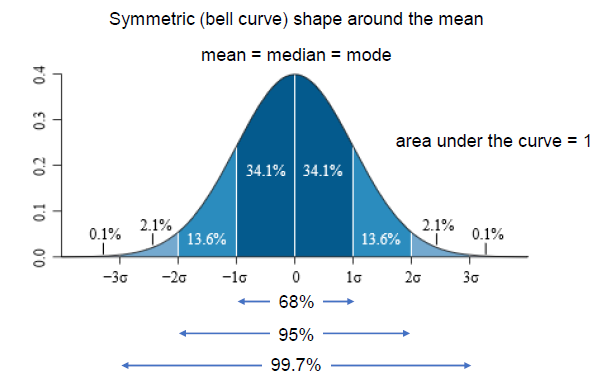 Symmetric (bell curve) shape around the mean
mean = median = mode
0.4
0.3
area under the curve = 1
0.2
34.1% 34.1%
0.1
0.1% 2.1% 13.6% 13.6% 2.1% 0.1%
0.0
−3σ −2σ −1σ 0 1σ 2σ 3σ
68%
95%
99.7%